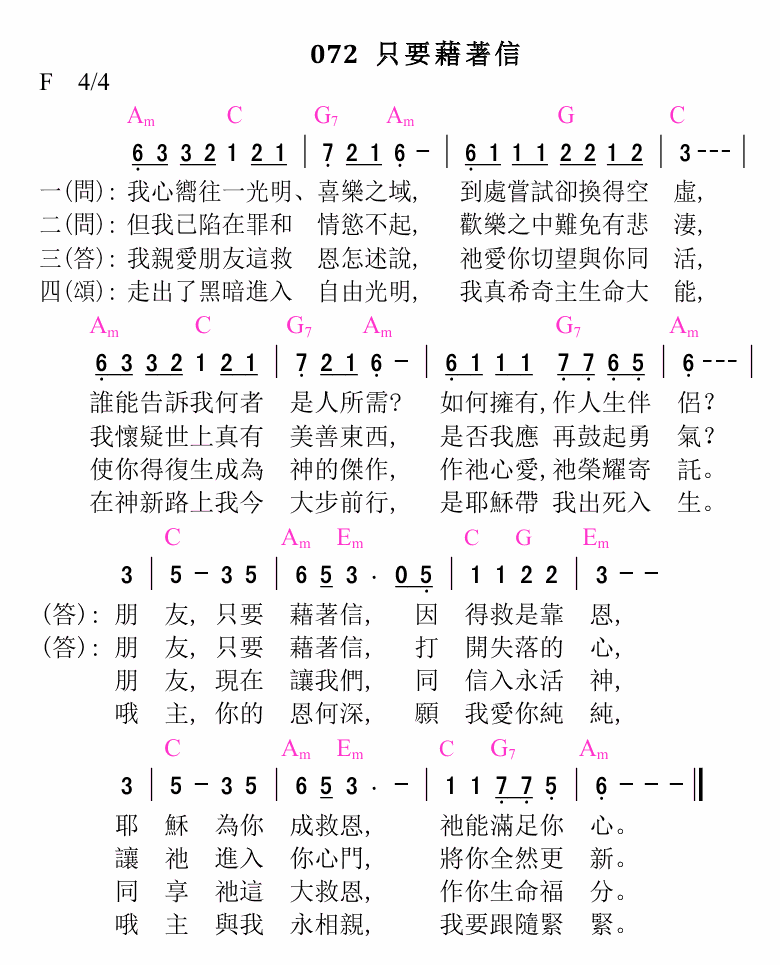 072 只要藉著信
F 4/4
Am C G7 Am G C
6 3 3 2 1 2 1 | 7 2 1 6 - | 6 1 1 1 2 2 1 2 | 3 - - - |
一(問): 我心嚮往一光明、喜樂之域, 到處嘗試卻換得空 虛,
二(問): 但我已陷在罪和 情慾不起, 歡樂之中難免有悲 淒,
三(答): 我親愛朋友這救 恩怎述說, 祂愛你切望與你同 活,
四(頌): 走出了黑暗進入 自由光明, 我真希奇主生命大 能,
Am C G7 Am G7 Am
6 3 3 2 1 2 1 | 7 2 1 6 - | 6 1 1 1 7 7 6 5 | 6 - - - |
誰能告訴我何者 是人所需? 如何擁有,作人生伴 侶?
我懷疑世上真有 美善東西, 是否我應 再鼓起勇 氣?
使你得復生成為 神的傑作, 作祂心愛,祂榮耀寄 託。
在神新路上我今 大步前行, 是耶穌帶 我出死入 生。
C Am Em C G Em
3 | 5 - 3 5 | 6 5 3 . 0 5 | 1 1 2 2 | 3 - -
(答): 朋 友, 只要 藉著信, 因 得救是靠 恩,
(答): 朋 友, 只要 藉著信, 打 開失落的 心,
朋 友, 現在 讓我們, 同 信入永活 神,
哦 主, 你的 恩何深, 願 我愛你純 純,
C Am Em C G7 Am
3 | 5 - 3 5 | 6 5 3 . - | 1 1 7 7 5 | 6 - - - ||
耶 穌 為你 成救恩, 祂能滿足你 心。
讓 祂 進入 你心門, 將你全然更 新。
同 享 祂這 大救恩, 作你生命福 分。
哦 主 與我 永相親, 我要跟隨緊 緊。